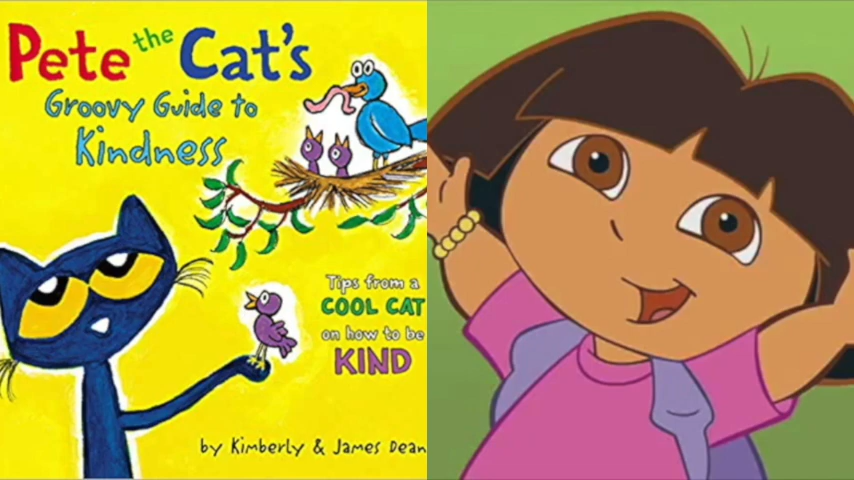 Pete the Cat's
Groovy Guide to
Kindness
Tips from a
COOL CAT
on how to be
KIND
by Kimberly & James Dean